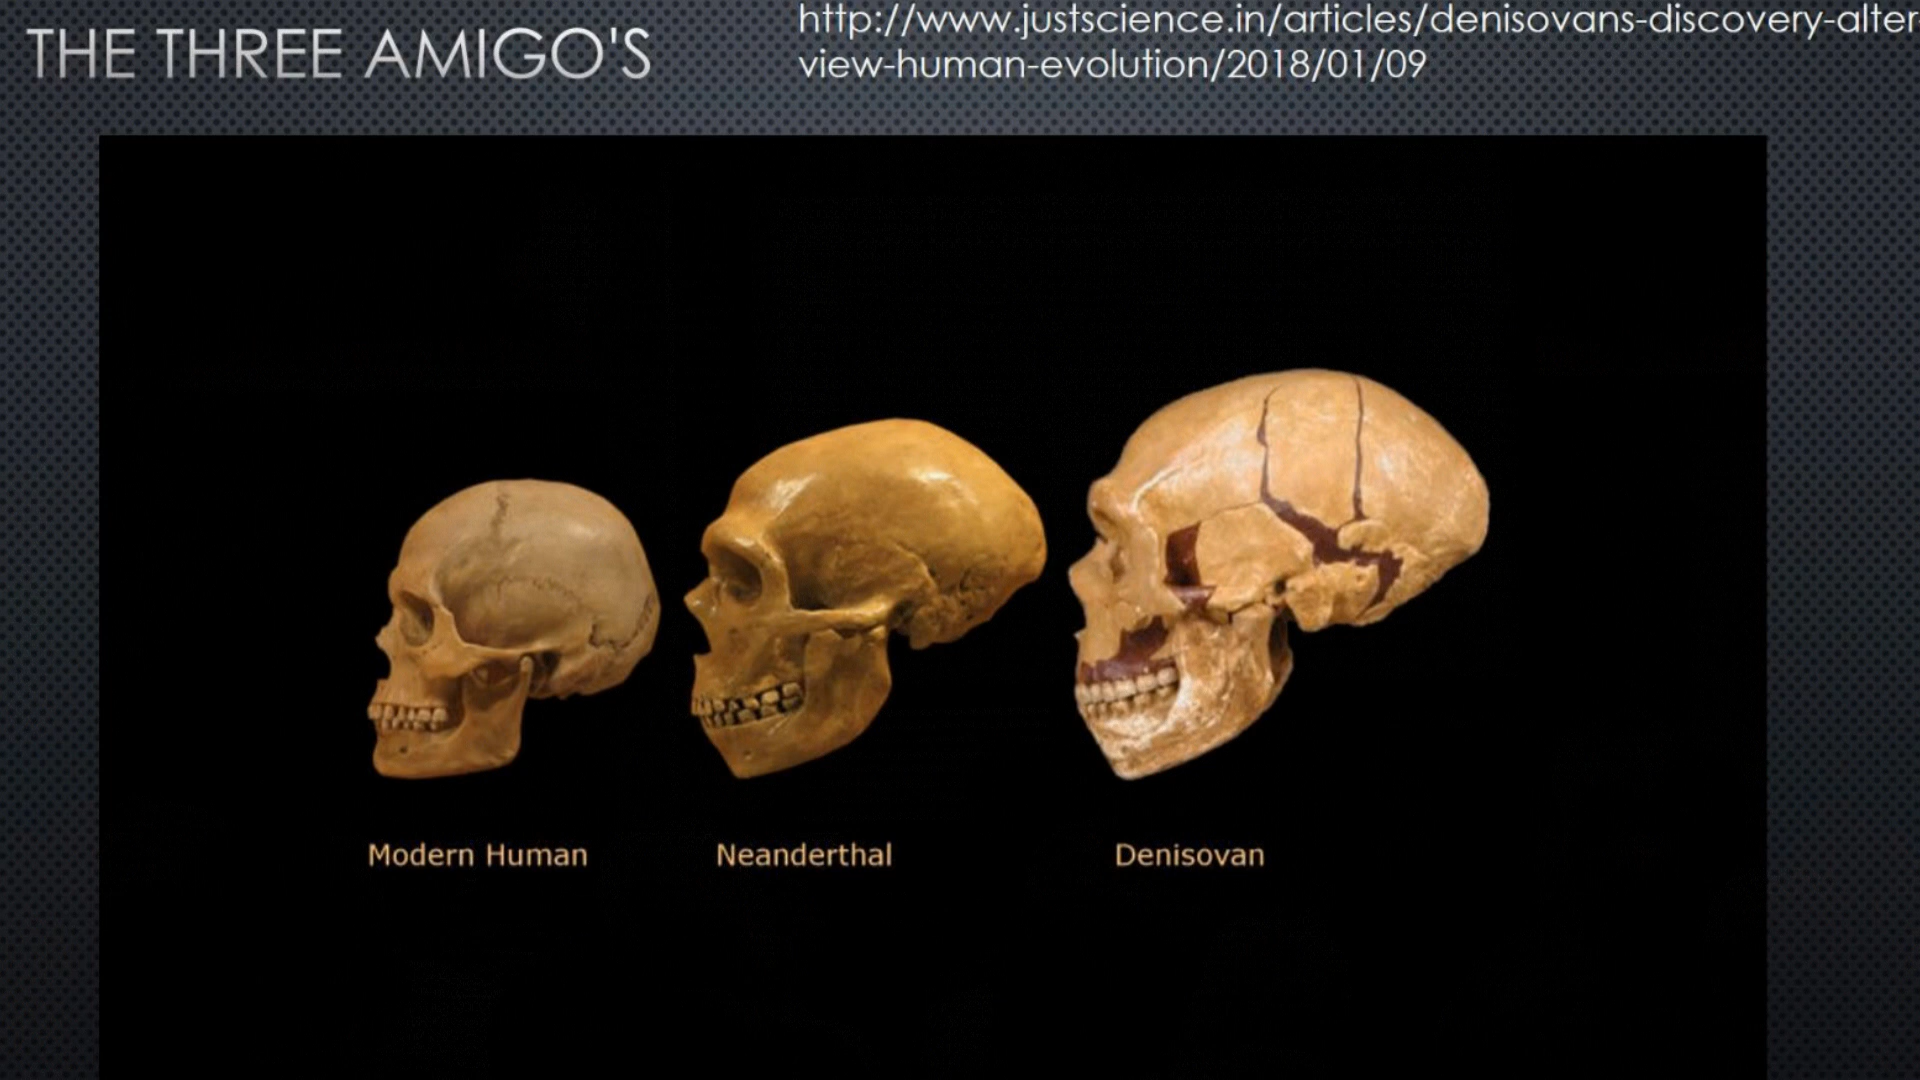 THE THREE AMIGO'S
http://www.justscience.in/articles/denisovans-discovery-alter
view-human-evolution/2018/01/09
Modern Human
Neanderthal
Denisovan